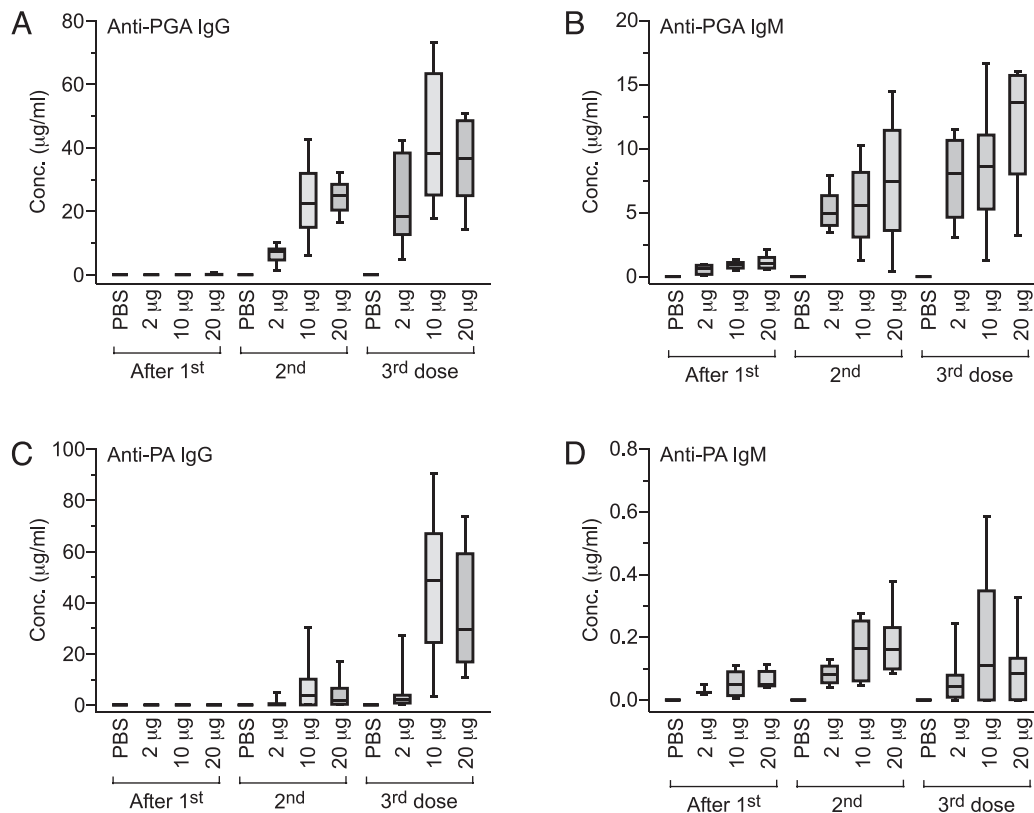 A
Anti-PGA IgG
Conc. (µg/ml)
80
60
40
20
0
PBS
2 µg
10 µg
20 µg
PBS
2 µg
10 µg
20 µg
PBS
2 µg
10 µg
20 µg
After 1st
2nd
3rd dose
B
Anti-PGA IgM
Conc. (µg/ml)
20
15
10
5
0
PBS
2 µg
10 µg
20 µg
PBS
2 µg
10 µg
20 µg
PBS
2 µg
10 µg
20 µg
After 1st
2nd
3rd dose
C
Anti-PA IgG
Conc. (µg/ml)
100
80
60
40
20
0
PBS
2 µg
10 µg
20 µg
PBS
2 µg
10 µg
20 µg
PBS
2 µg
10 µg
20 µg
After 1st
2nd
3rd dose
D
Anti-PA IgM
Conc. (µg/ml)
0.8
0.6
0.4
0.2
0.0
PBS
2 µg
10 µg
20 µg
PBS
2 µg
10 µg
20 µg
PBS
2 µg
10 µg
20 µg
After 1st
2nd
3rd dose